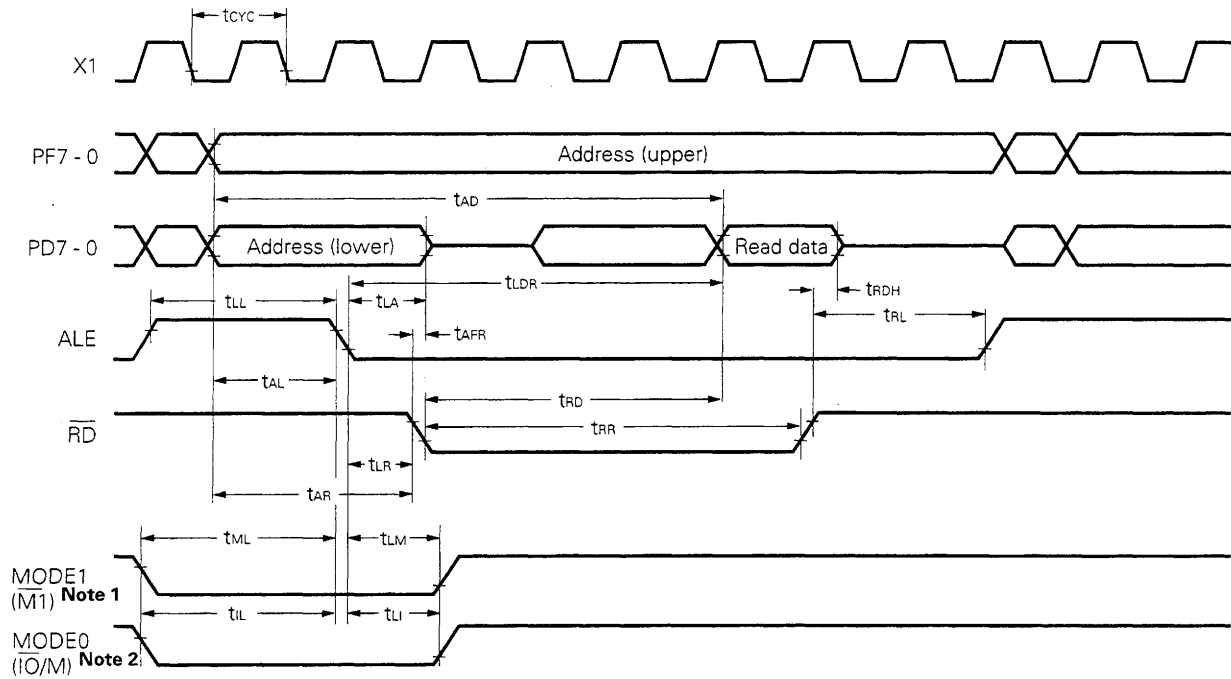 tCYC
X1
PF7 - 0
Address (upper)
tAD
PD7 - 0
Address (lower)
Read data
tLDR
tLL
tLA
tRDH
tRL
ALE
tAFR
tAL
tRD
RD
tRR
tLR
tAR
tML
tLM
MODE1
(M1) Note 1
tIL
tLI
MODE0
(IO/M) Note 2